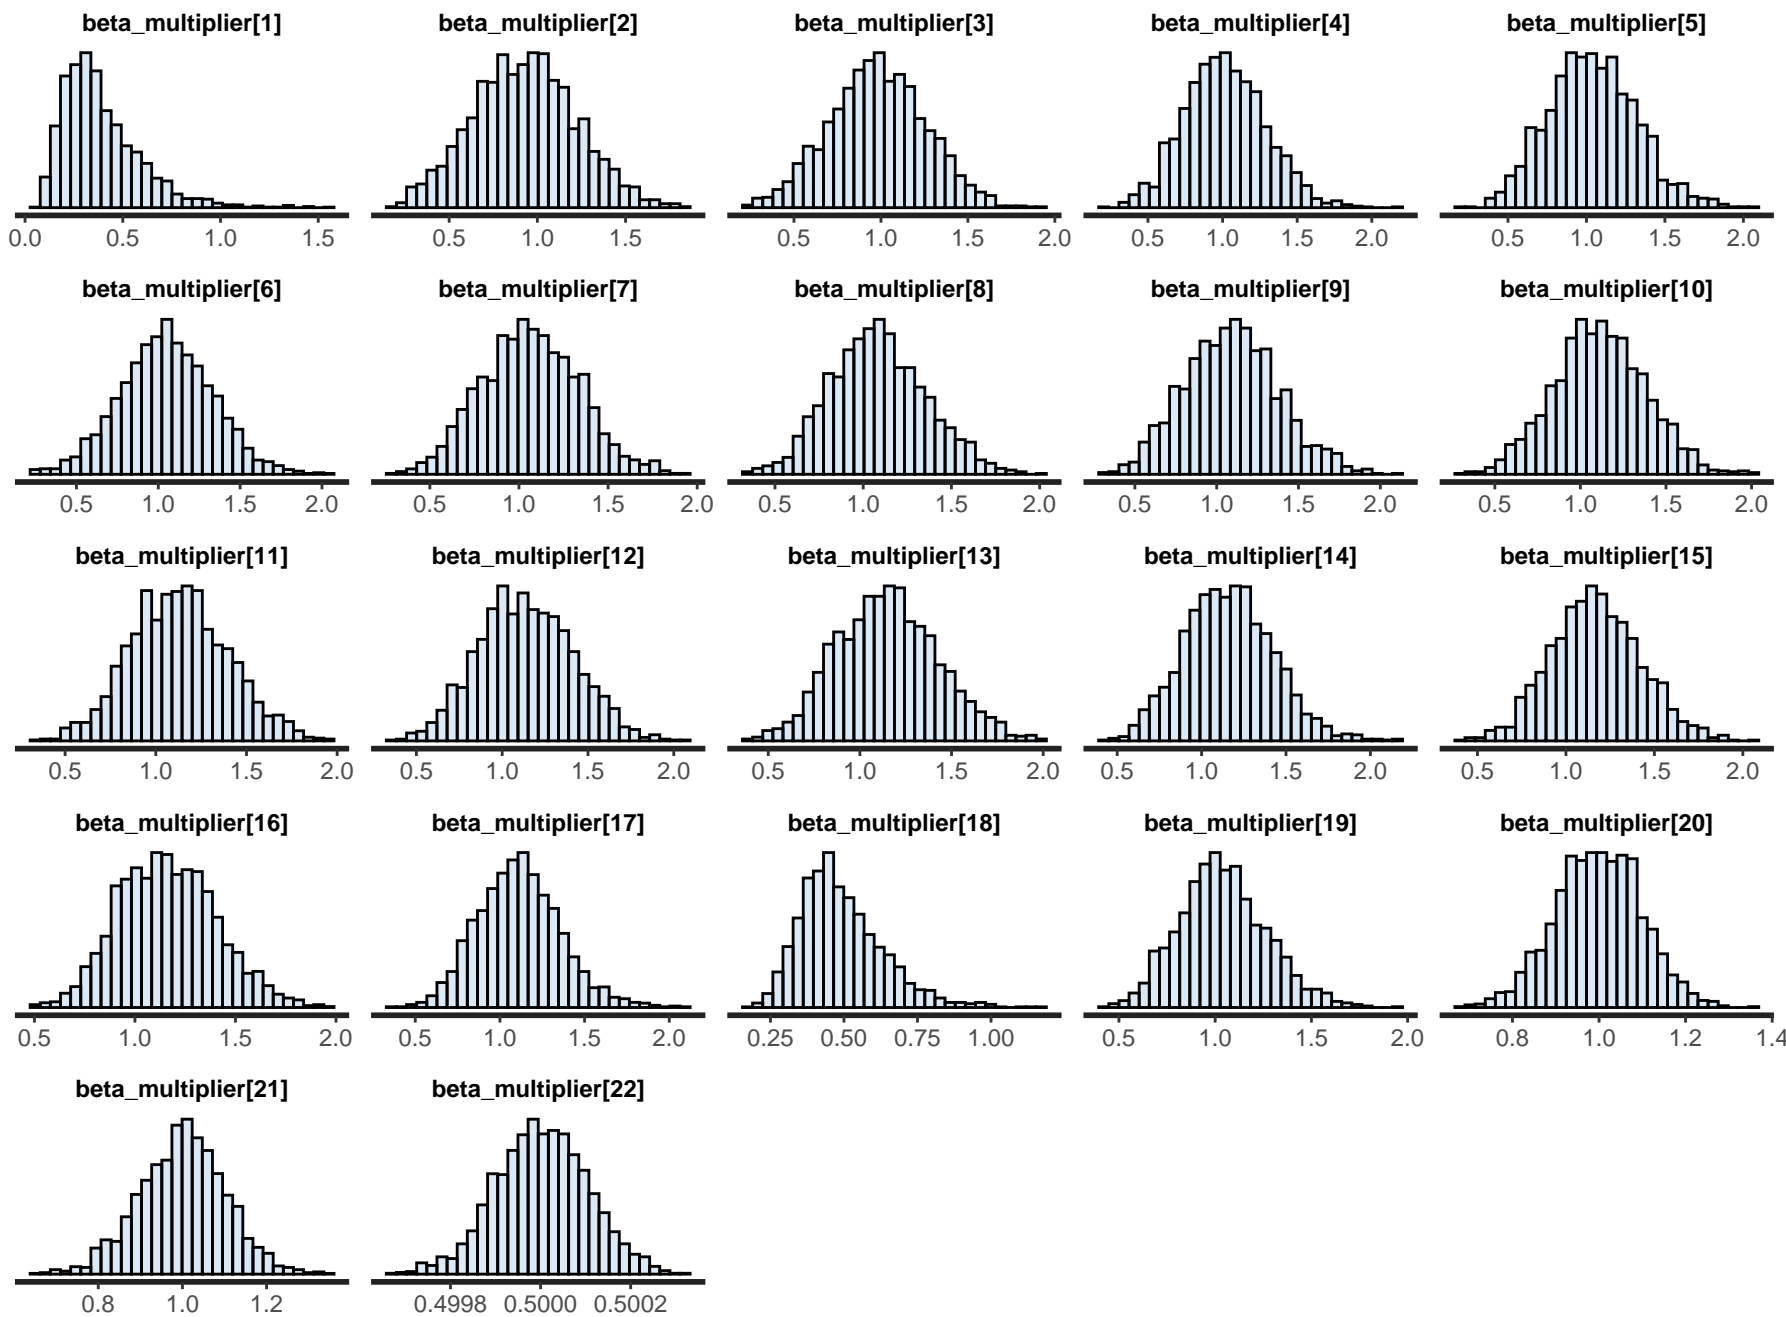 beta_multiplier[1] beta_multiplier[2] beta_multiplier[3] beta_multiplier[4] beta_multiplier[5]
0.0 0.5 1.0 1.5 0.5 1.0 1.5 0.5 1.0 1.5 2.0 0.5 1.0 1.5 2.0 0.5 1.0 1.5 2.0
beta_multiplier[6] beta_multiplier[7] beta_multiplier[8] beta_multiplier[9] beta_multiplier[10]
0.5 1.0 1.5 2.0 0.5 1.0 1.5 2.0 0.5 1.0 1.5 2.0 0.5 1.0 1.5 2.0 0.5 1.0 1.5 2.0
beta_multiplier[11] beta_multiplier[12] beta_multiplier[13] beta_multiplier[14] beta_multiplier[15]
0.5 1.0 1.5 2.0 0.5 1.0 1.5 2.0 0.5 1.0 1.5 2.0 0.5 1.0 1.5 2.0 0.5 1.0 1.5 2.0
beta_multiplier[16] beta_multiplier[17] beta_multiplier[18] beta_multiplier[19] beta_multiplier[20]
0.5 1.0 1.5 2.0 0.5 1.0 1.5 2.0 0.25 0.50 0.75 1.00 0.5 1.0 1.5 2.0 0.8 1.0 1.2 1.4
beta_multiplier[21] beta_multiplier[22]
0.8 1.0 1.2 0.4998 0.5000 0.5002